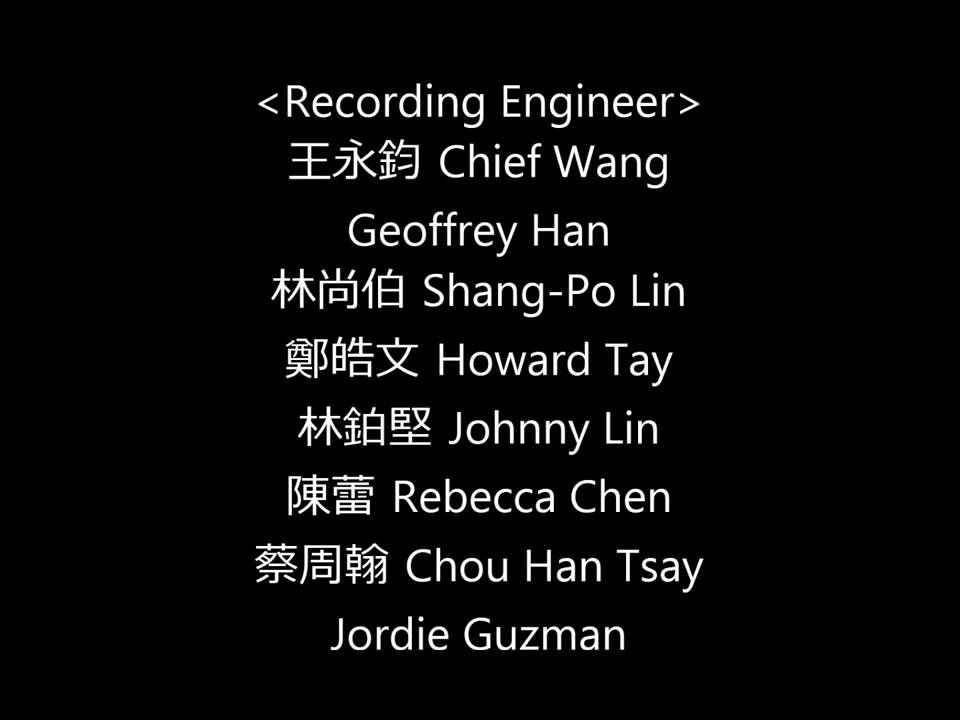 <Recording Engineer>
王永鈞 Chief Wang
Geoffrey Han
林尚伯 Shang-Po Lin
鄭皓文 Howard Tay
林鉑堅 Johnny Lin
陳蕾 Rebecca Chen
蔡周翰 Chou Han Tsay
Jordie Guzman